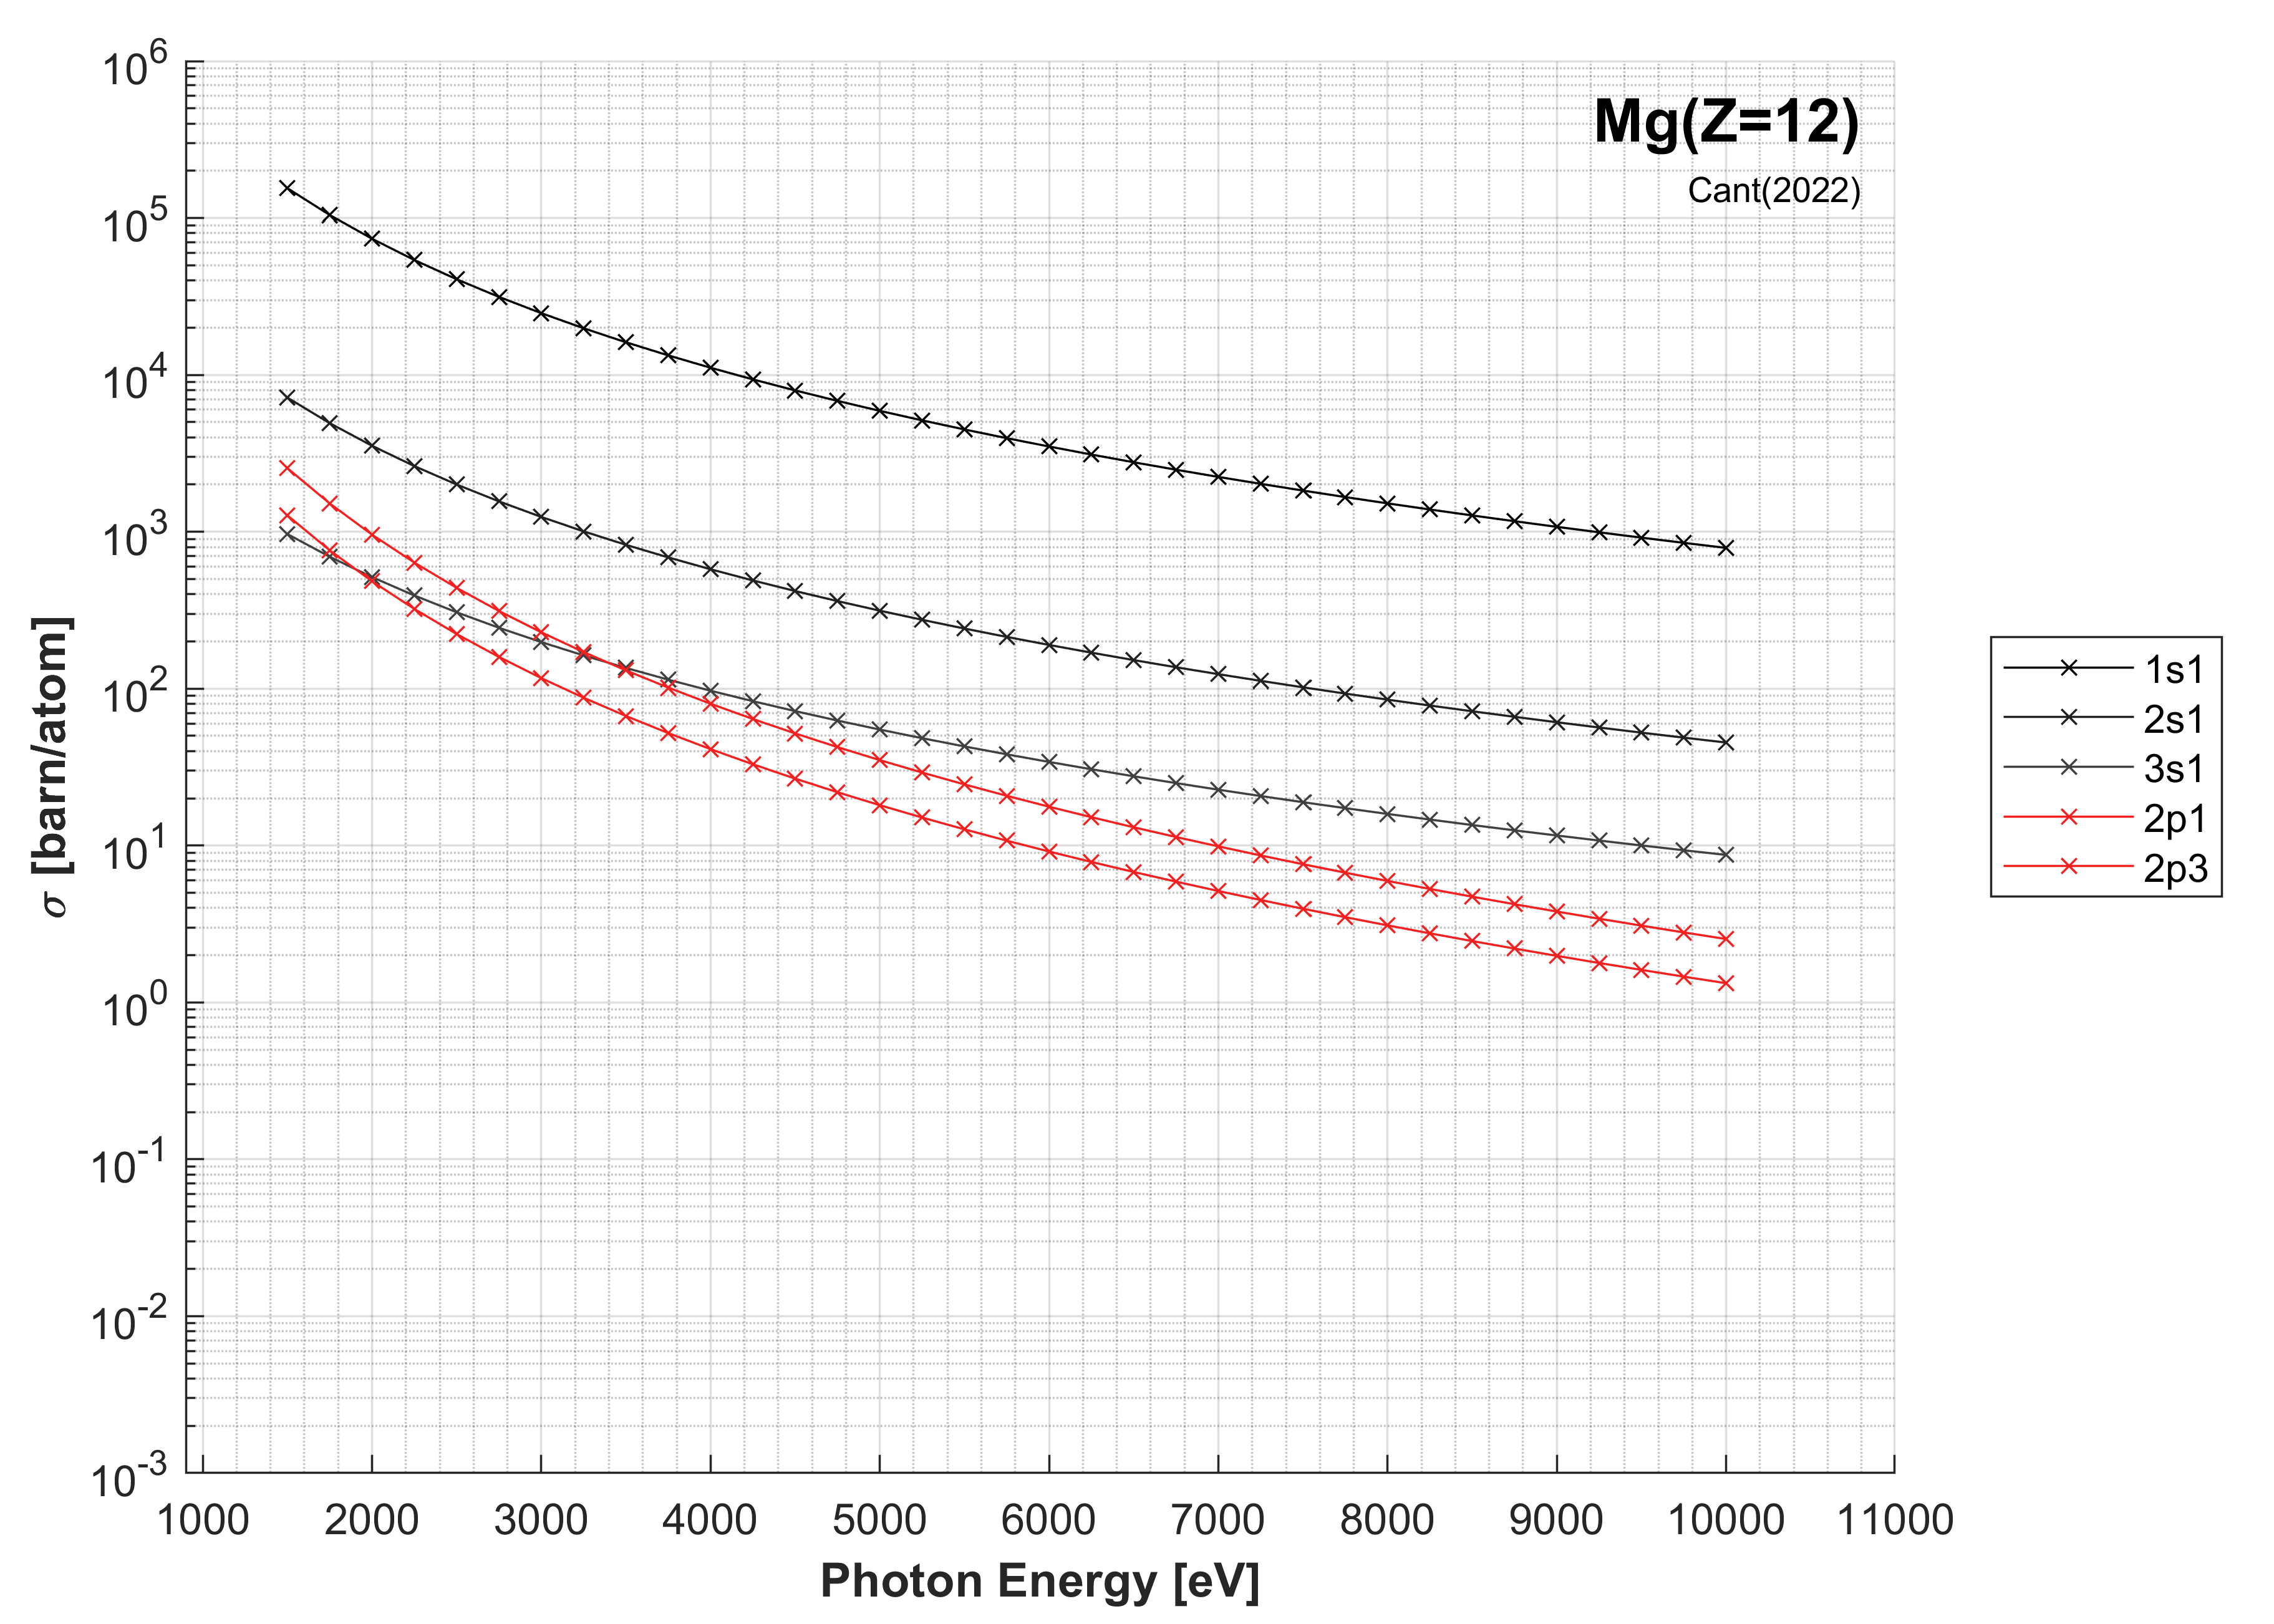 Mg(Z=12)
Cant(2022)
10^6
10^5
10^4
10^3
10^2
10^1
10^0
10^-1
10^-2
10^-3
σ [barn/atom]
1000 2000 3000 4000 5000 6000 7000 8000 9000 10000 11000
Photon Energy [eV]
1s1
2s1
3s1
2p1
2p3